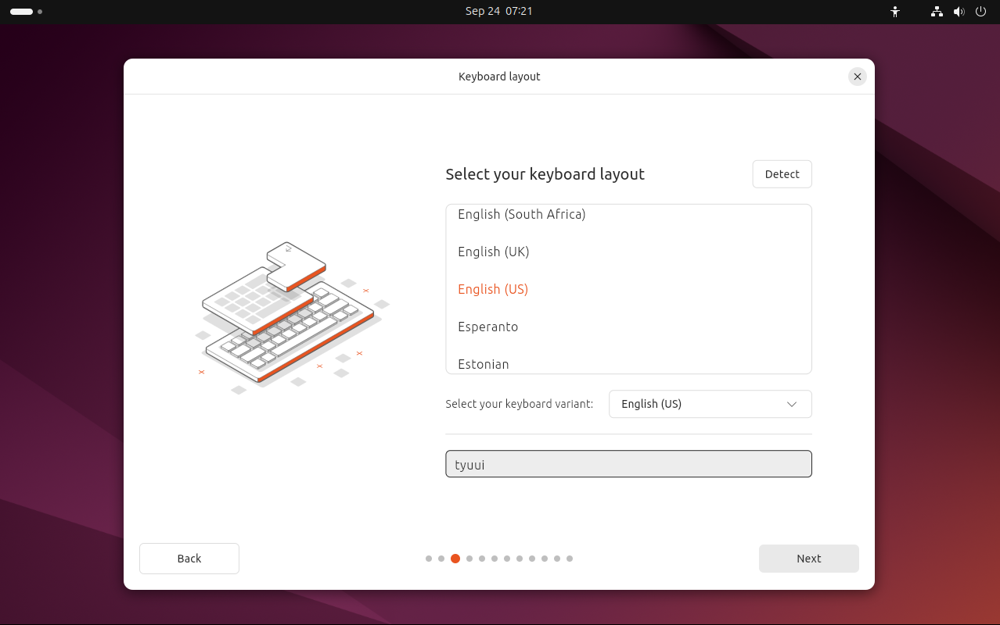 Sep 24 07:21
Keyboard layout
Select your keyboard layout
Detect
English (South Africa)
English (UK)
English (US)
Esperanto
Estonian
Select your keyboard variant:
English (US)
tyuui
Back
Next